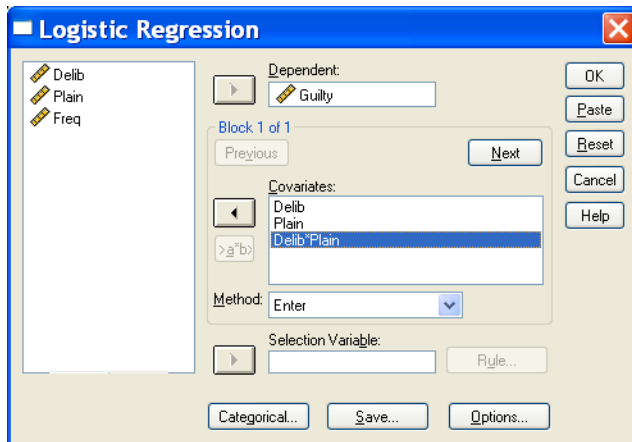 Logistic Regression
Delib
Plain
Freq
Dependent:
Guilty
Block 1 of 1
Previous
Next
Covariates:
Delib
Plain
Delib*Plain
>a*b>
Method:
Enter
Selection Variable:
Rule...
Categorical...
Save...
Options...
OK
Paste
Reset
Cancel
Help